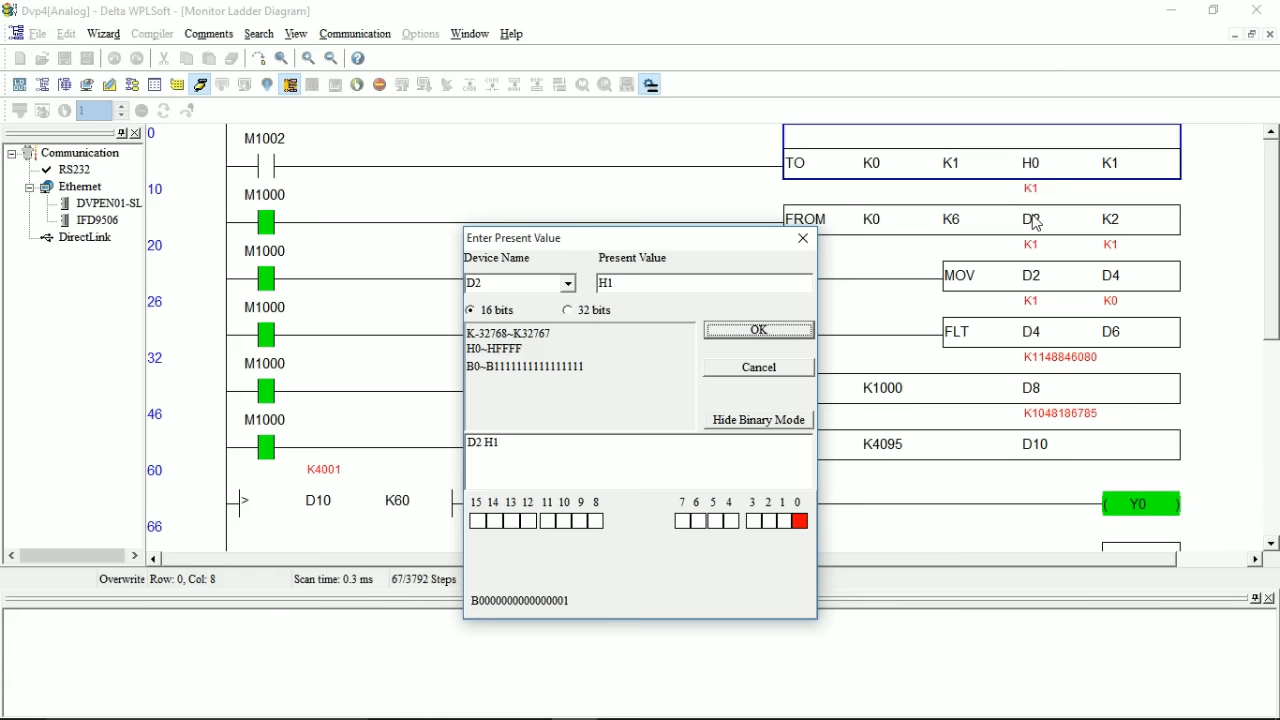 Dvp4[Analog] - Delta WPLSoft - [Monitor Ladder Diagram]
File Edit Wizard Compiler Comments Search View Communication Options Window Help
1
Communication
RS232
Ethernet
DVPEN01-SL
IFD9506
DirectLink
0
M1002
TO K0 K1 H0 K1
K1
10
M1000
FROM K0 K6 K2
K1 K1
20
M1000
MOV D2 D4
K1 K0
26
M1000
FLT D4 D6
K1148846080
32
M1000
K1000 D8
K1048186785
46
M1000
K4095 D10
60
K4001
> D10 K60
Y0
66
Enter Present Value
Device Name Present Value
D2 H1
16 bits 32 bits
K-32768~K32767
H0~HFFFF
B0~B1111111111111111
OK
Cancel
Hide Binary Mode
D2 H1
15 14 13 12 11 10 9 8 7 6 5 4 3 2 1 0
B0000000000000001
Overwrite Row: 0, Col: 8 Scan time: 0.3 ms 67/3792 Steps